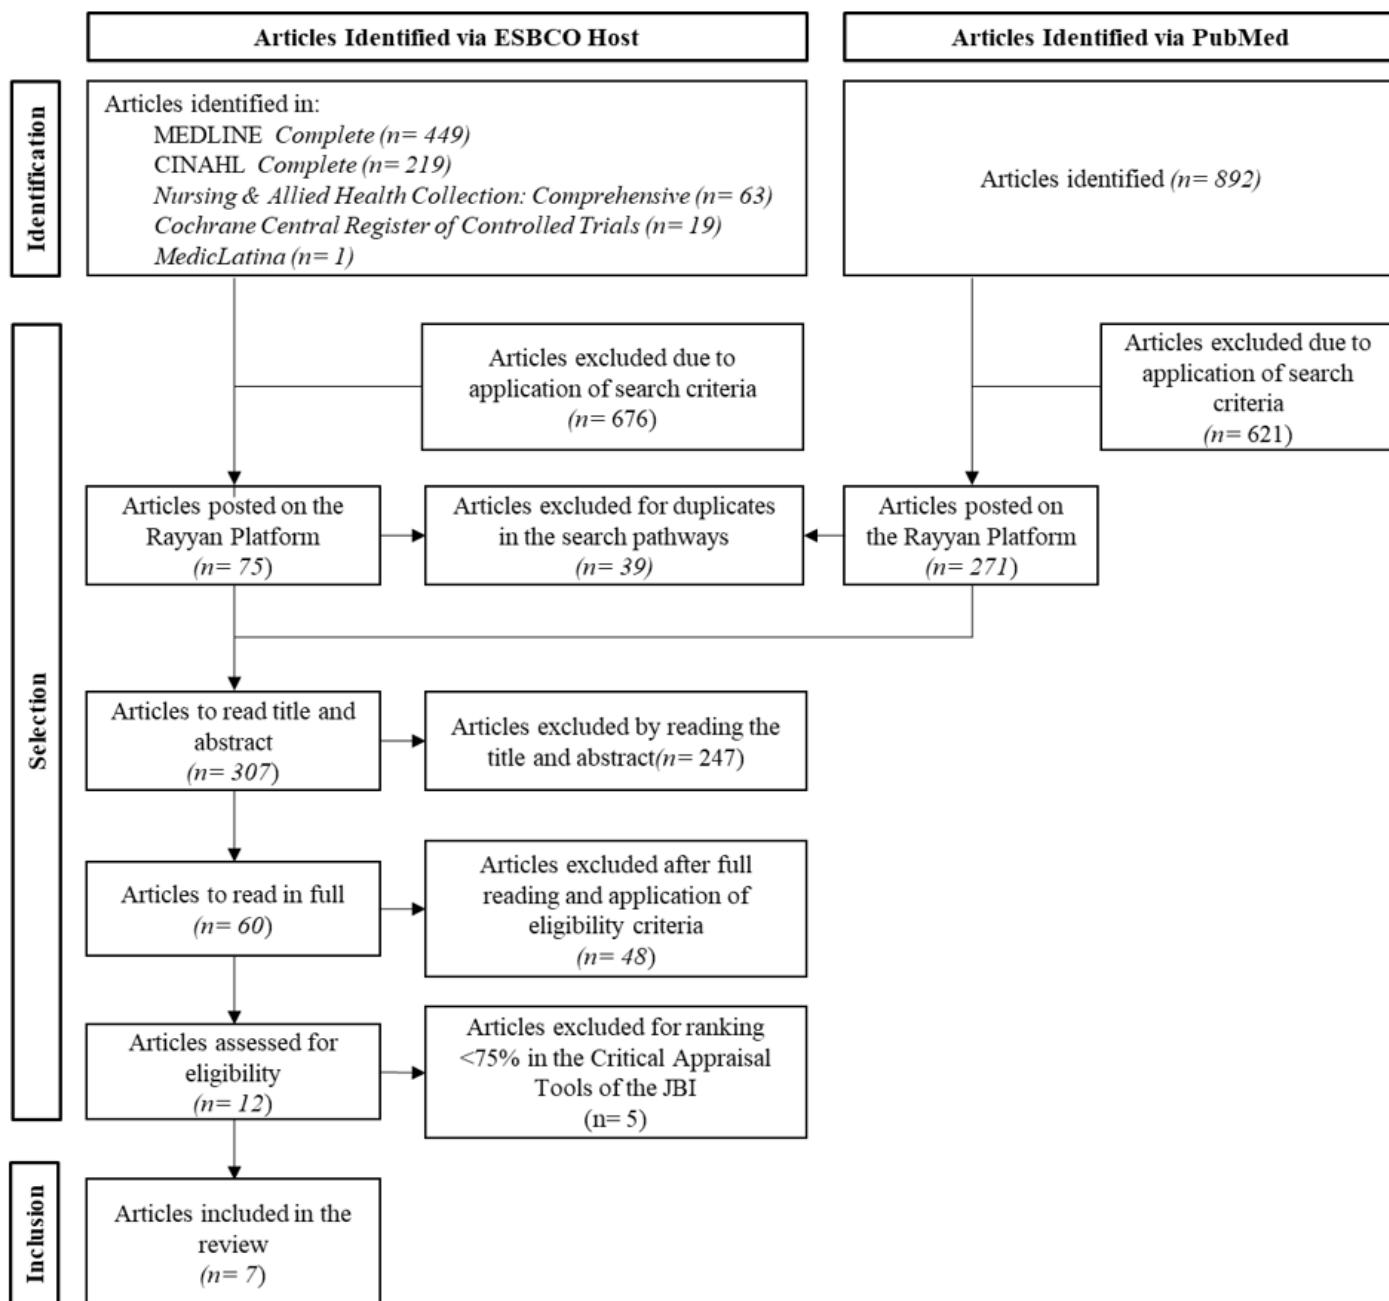 Articles Identified via ESBCO Host
Articles Identified via PubMed
Identification
Articles identified in:
MEDLINE Complete (n= 449)
CINAHL Complete (n= 219)
Nursing & Allied Health Collection: Comprehensive (n= 63)
Cochrane Central Register of Controlled Trials (n= 19)
MedicLatina (n= 1)
Articles identified (n= 892)
Selection
Articles excluded due to
application of search criteria
(n= 676)
Articles excluded due to
application of search
criteria
(n= 621)
Articles posted on the
Rayyan Platform
(n= 75)
Articles excluded for duplicates
in the search pathways
(n= 39)
Articles posted on
the Rayyan Platform
(n= 271)
Articles to read title and
abstract
(n= 307)
Articles excluded by reading the
title and abstract(n= 247)
Articles to read in full
(n= 60)
Articles excluded after full
reading and application of
eligibility criteria
(n= 48)
Articles assessed for
eligibility
(n= 12)
Articles excluded for ranking
<75% in the Critical Appraisal
Tools of the JBI
(n= 5)
Inclusion
Articles included in the
review
(n= 7)